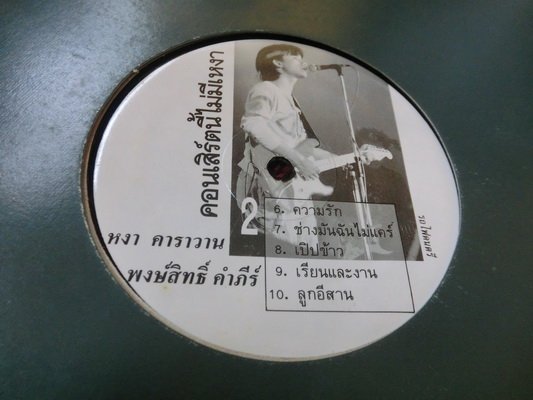 คอนเสิร์ตนี้ไม่มีเหงา
2
หงา คาราวาน
พงษ์สิทธิ์ คำภีร์
6. ความรัก
7. ช่างมันฉันไม่แคร์
8. เปิปข้าว
9. เรียนและงาน
10. ลูกอีสาน